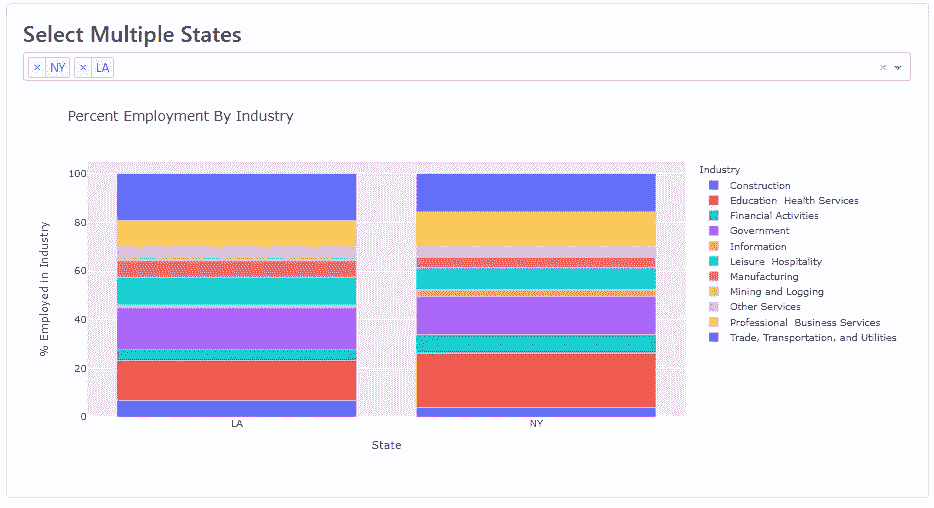 Select Multiple States
× NY × LA
Percent Employment By Industry
% Employed in Industry
100
80
60
40
20
0
LA
NY
State
Industry
Construction
Education Health Services
Financial Activities
Government
Information
Leisure Hospitality
Manufacturing
Mining and Logging
Other Services
Professional Business Services
Trade, Transportation, and Utilities